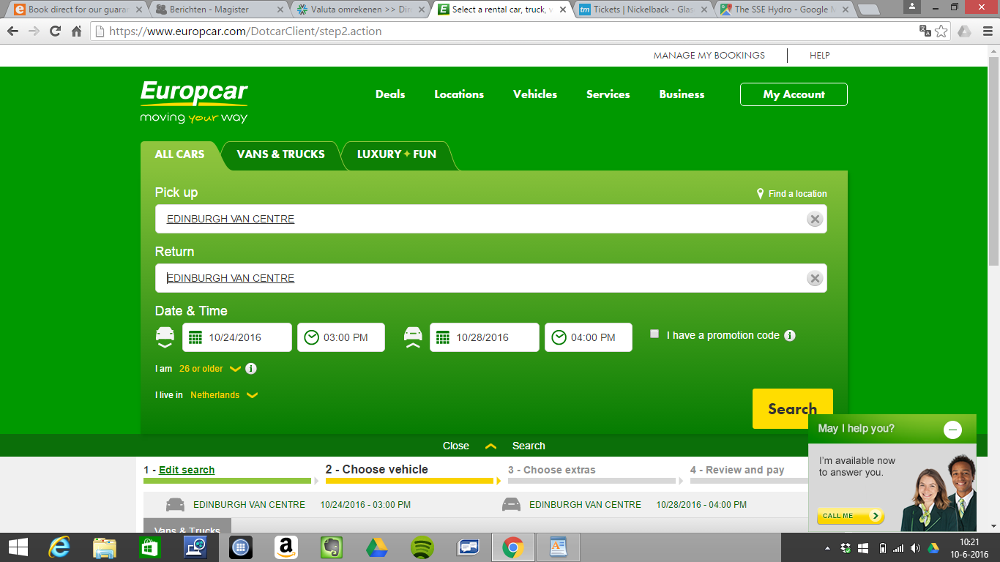 Book direct for our guara
Berichten - Magister
Valuta omrekenen >> Dire
Select a rental car, truck, v
Tickets | Nickelback - Glas
The SSE Hydro - Google M
https://www.europcar.com/DotcarClient/step2.action
MANAGE MY BOOKINGS
HELP
Europcar
moving your way
Deals
Locations
Vehicles
Services
Business
My Account
ALL CARS
VANS & TRUCKS
LUXURY + FUN
Pick up
Find a location
EDINBURGH VAN CENTRE
Return
EDINBURGH VAN CENTRE
Date & Time
10/24/2016
03:00 PM
10/28/2016
04:00 PM
I have a promotion code
I am 26 or older
I live in Netherlands
Search
Close
Search
May I help you?
I'm available now
to answer you.
CALL ME
1 - Edit search
2 - Choose vehicle
3 - Choose extras
4 - Review and pay
EDINBURGH VAN CENTRE
10/24/2016 - 03:00 PM
EDINBURGH VAN CENTRE
10/28/2016 - 04:00 PM
Vans & Trucks
10:21
10-6-2016